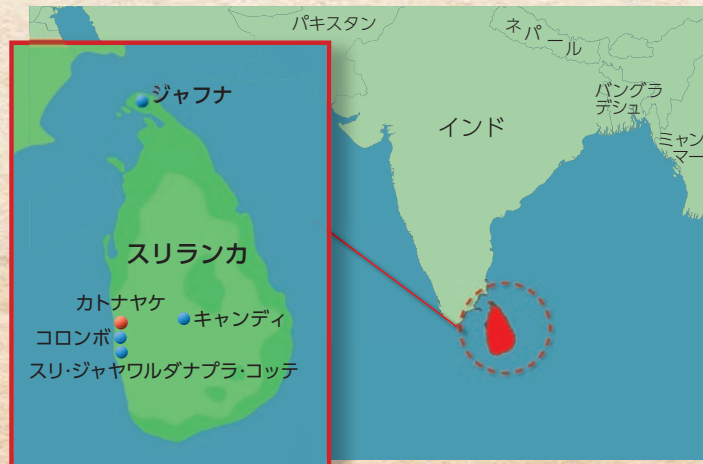 パキスタン
ネパール
バングラ
デシュ
ミャン
マー
インド
ジャフナ
スリランカ
カトナヤケ
キャンディ
コロンボ
スリ・ジャヤワルダナプラ・コッテ